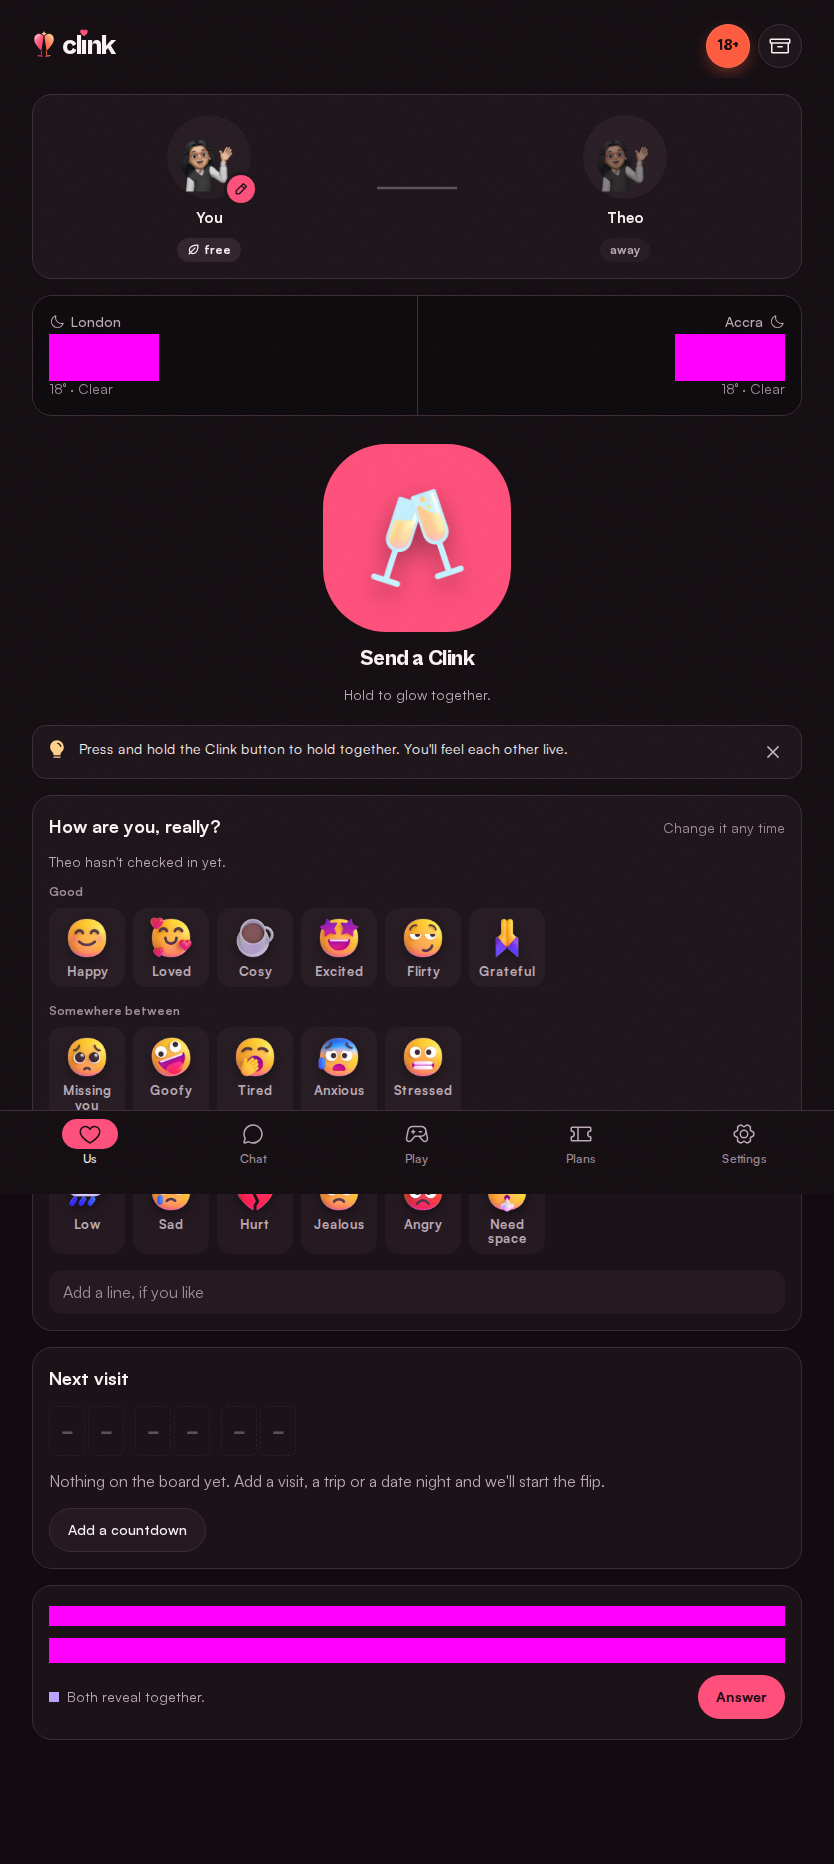 clink
18+
You
Theo
free
away
London
Accra
18° · Clear
18° · Clear
Send a Clink
Hold to glow together.
Press and hold the Clink button to hold together. You'll feel each other live.
How are you, really?
Change it any time
Theo hasn't checked in yet.
Good
Happy
Loved
Cosy
Excited
Flirty
Grateful
Somewhere between
Missing you
Goofy
Tired
Anxious
Stressed
Us
Chat
Play
Plans
Settings
Low
Sad
Hurt
Jealous
Angry
Need space
Add a line, if you like
Next visit
– – – – – –
Nothing on the board yet. Add a visit, a trip or a date night and we'll start the flip.
Add a countdown
Both reveal together.
Answer